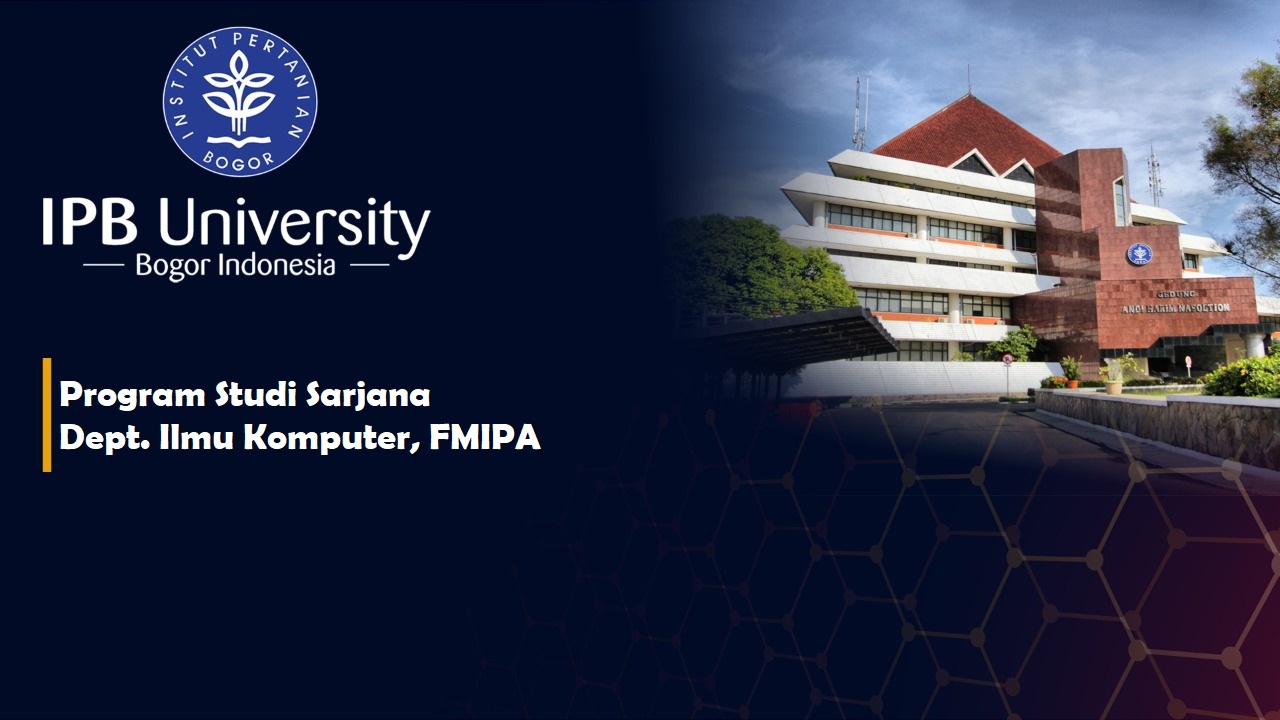 INSTITUT PERTANIAN
BOGOR
IPB University
Bogor Indonesia
Program Studi Sarjana
Dept. Ilmu Komputer, FMIPA
GEDUNG
ANDI HAKIM NASOETION